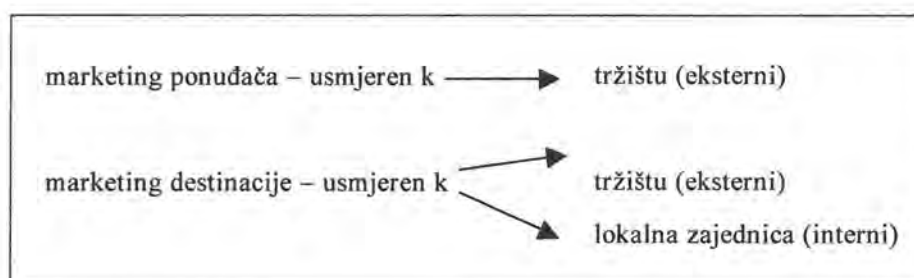 marketing ponuđača – usmjeren k tržištu (eksterni)
marketing destinacije – usmjeren k tržištu (eksterni)
lokalna zajednica (interni)